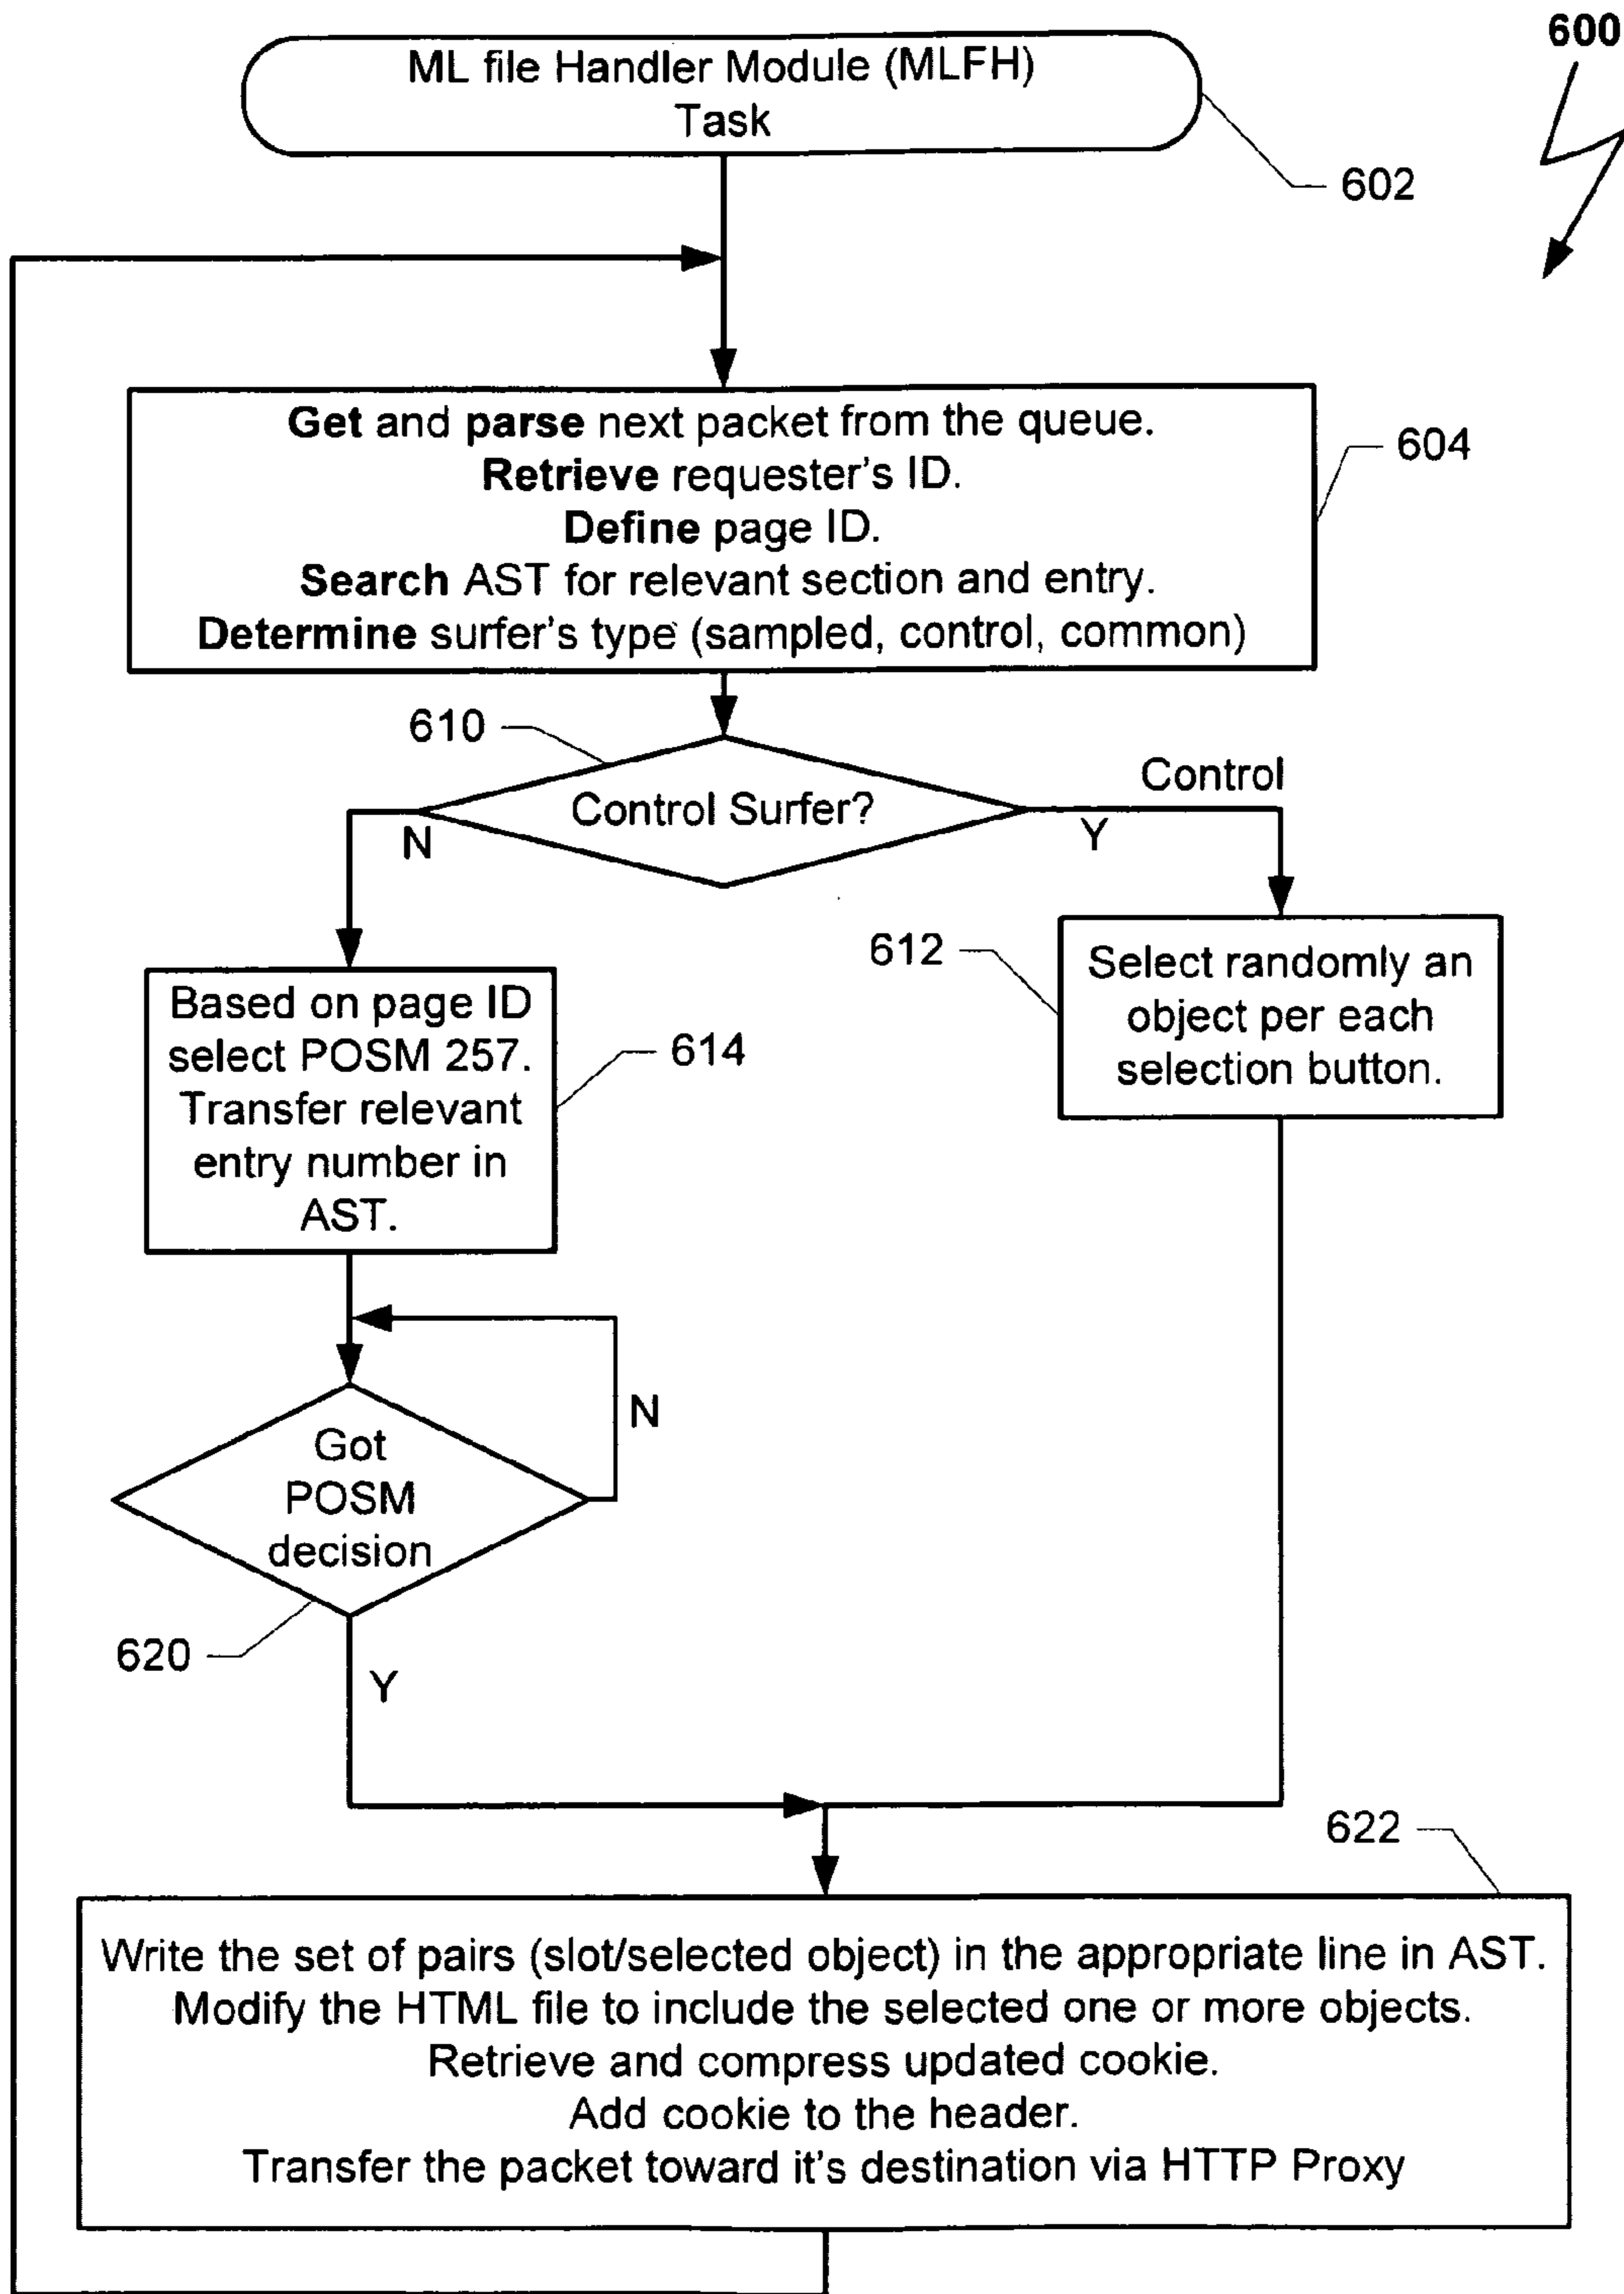 600
ML file Handler Module (MLFH)
Task
602
Get and parse next packet from the queue.
Retrieve requester's ID.
Define page ID.
Search AST for relevant section and entry.
Determine surfer's type (sampled, control, common)
604
610
Control Surfer?
Control
N
Y
612
Select randomly an
object per each
selection button.
Based on page ID
select POSM 257.
Transfer relevant
entry number in
AST.
614
Got
POSM
decision
N
620
Y
622
Write the set of pairs (slot/selected object) in the appropriate line in AST.
Modify the HTML file to include the selected one or more objects.
Retrieve and compress updated cookie.
Add cookie to the header.
Transfer the packet toward it's destination via HTTP Proxy